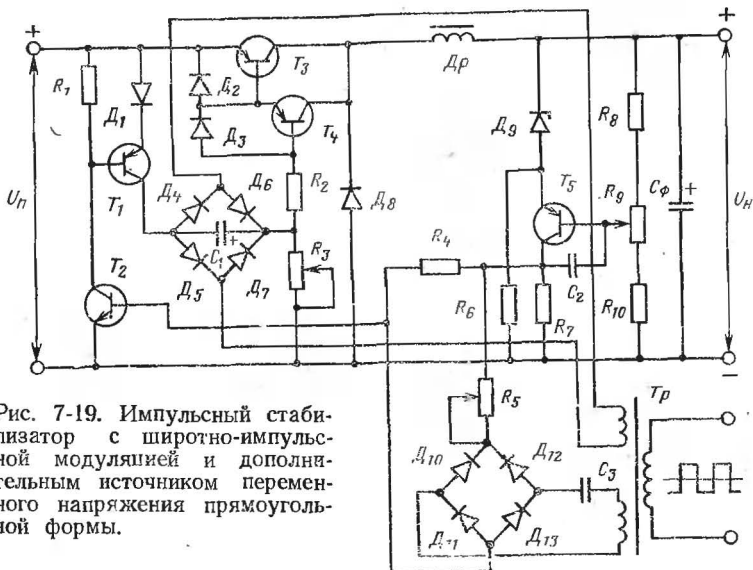 +
+
T₃
Др
R₁
Д₂
R₈
Д₁
Д₃
T₄
Д₉
T₅
R₉
Cф
+
Uп
T₁
Д₄
Д₆
R₂
Д₈
Uн
C₁
+
R₃
R₄
T₂
Д₅
Д₇
R₆
C₂
R₇
R₁₀
−
−
Рис. 7-19. Импульсный стаби-
лизатор с широтно-импульс-
ной модуляцией и дополни-
тельным источником перемен-
ного напряжения прямоуголь-
ной формы.
R₅
Тр
Д₁₀
Д₁₂
C₃
Д₁₁
Д₁₃